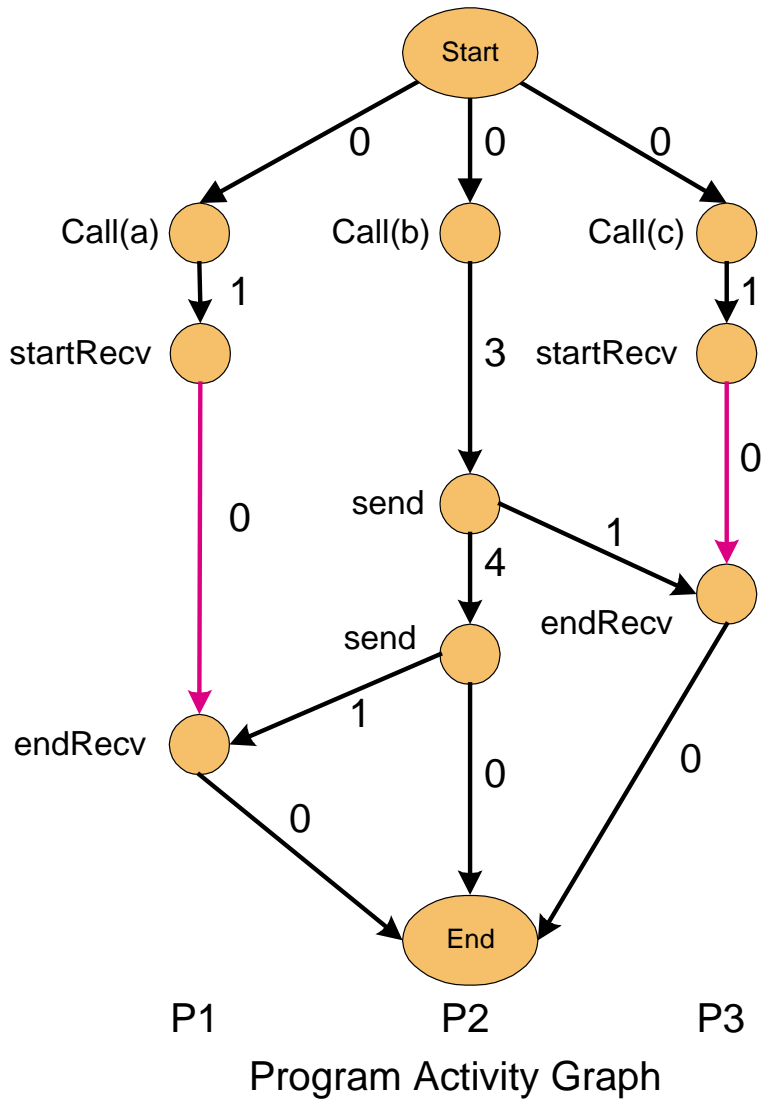 Start
0 0 0
Call(a) Call(b) Call(c)
1 3 1
startRecv startRecv
0 0
send 1
4
endRecv
send
1
endRecv 0 0
0
End
P1 P2 P3
Program Activity Graph